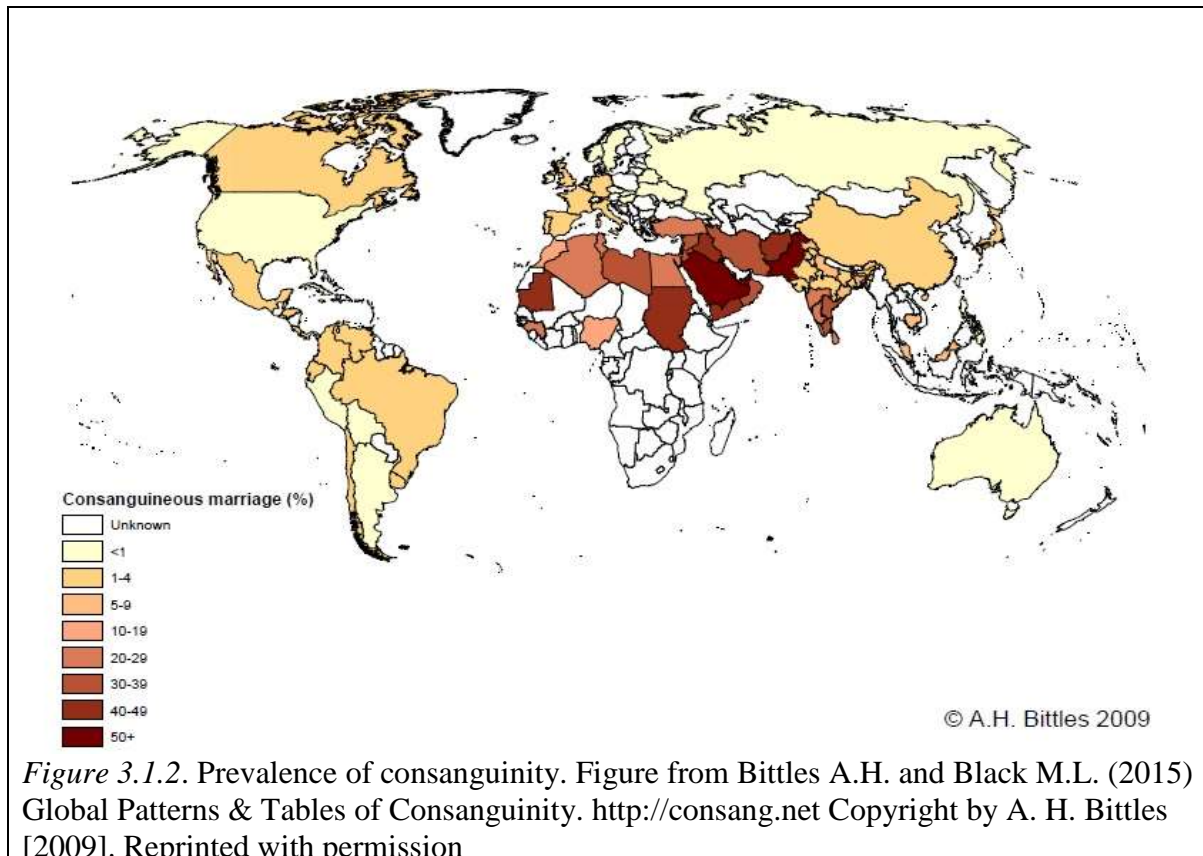 Consanguineous marriage (%)
Unknown
<1
1-4
5-9
10-19
20-29
30-39
40-49
50+
© A.H. Bittles 2009
Figure 3.1.2. Prevalence of consanguinity. Figure from Bittles A.H. and Black M.L. (2015)
Global Patterns & Tables of Consanguinity. http://consang.net Copyright by A. H. Bittles
[2009]. Reprinted with permission